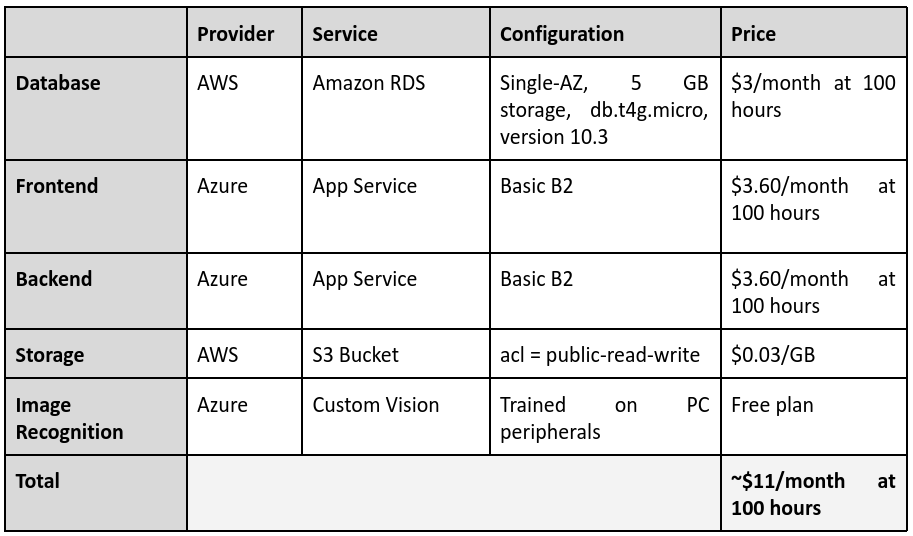 Provider Service Configuration Price
Database AWS Amazon RDS Single-AZ, 5 GB $3/month at 100
storage, db.t4g.micro, hours
version 10.3
Frontend Azure App Service Basic B2 $3.60/month at
100 hours
Backend Azure App Service Basic B2 $3.60/month at
100 hours
Storage AWS S3 Bucket acl = public-read-write $0.03/GB
Image Azure Custom Vision Trained on PC Free plan
Recognition peripherals
Total ~$11/month at
100 hours